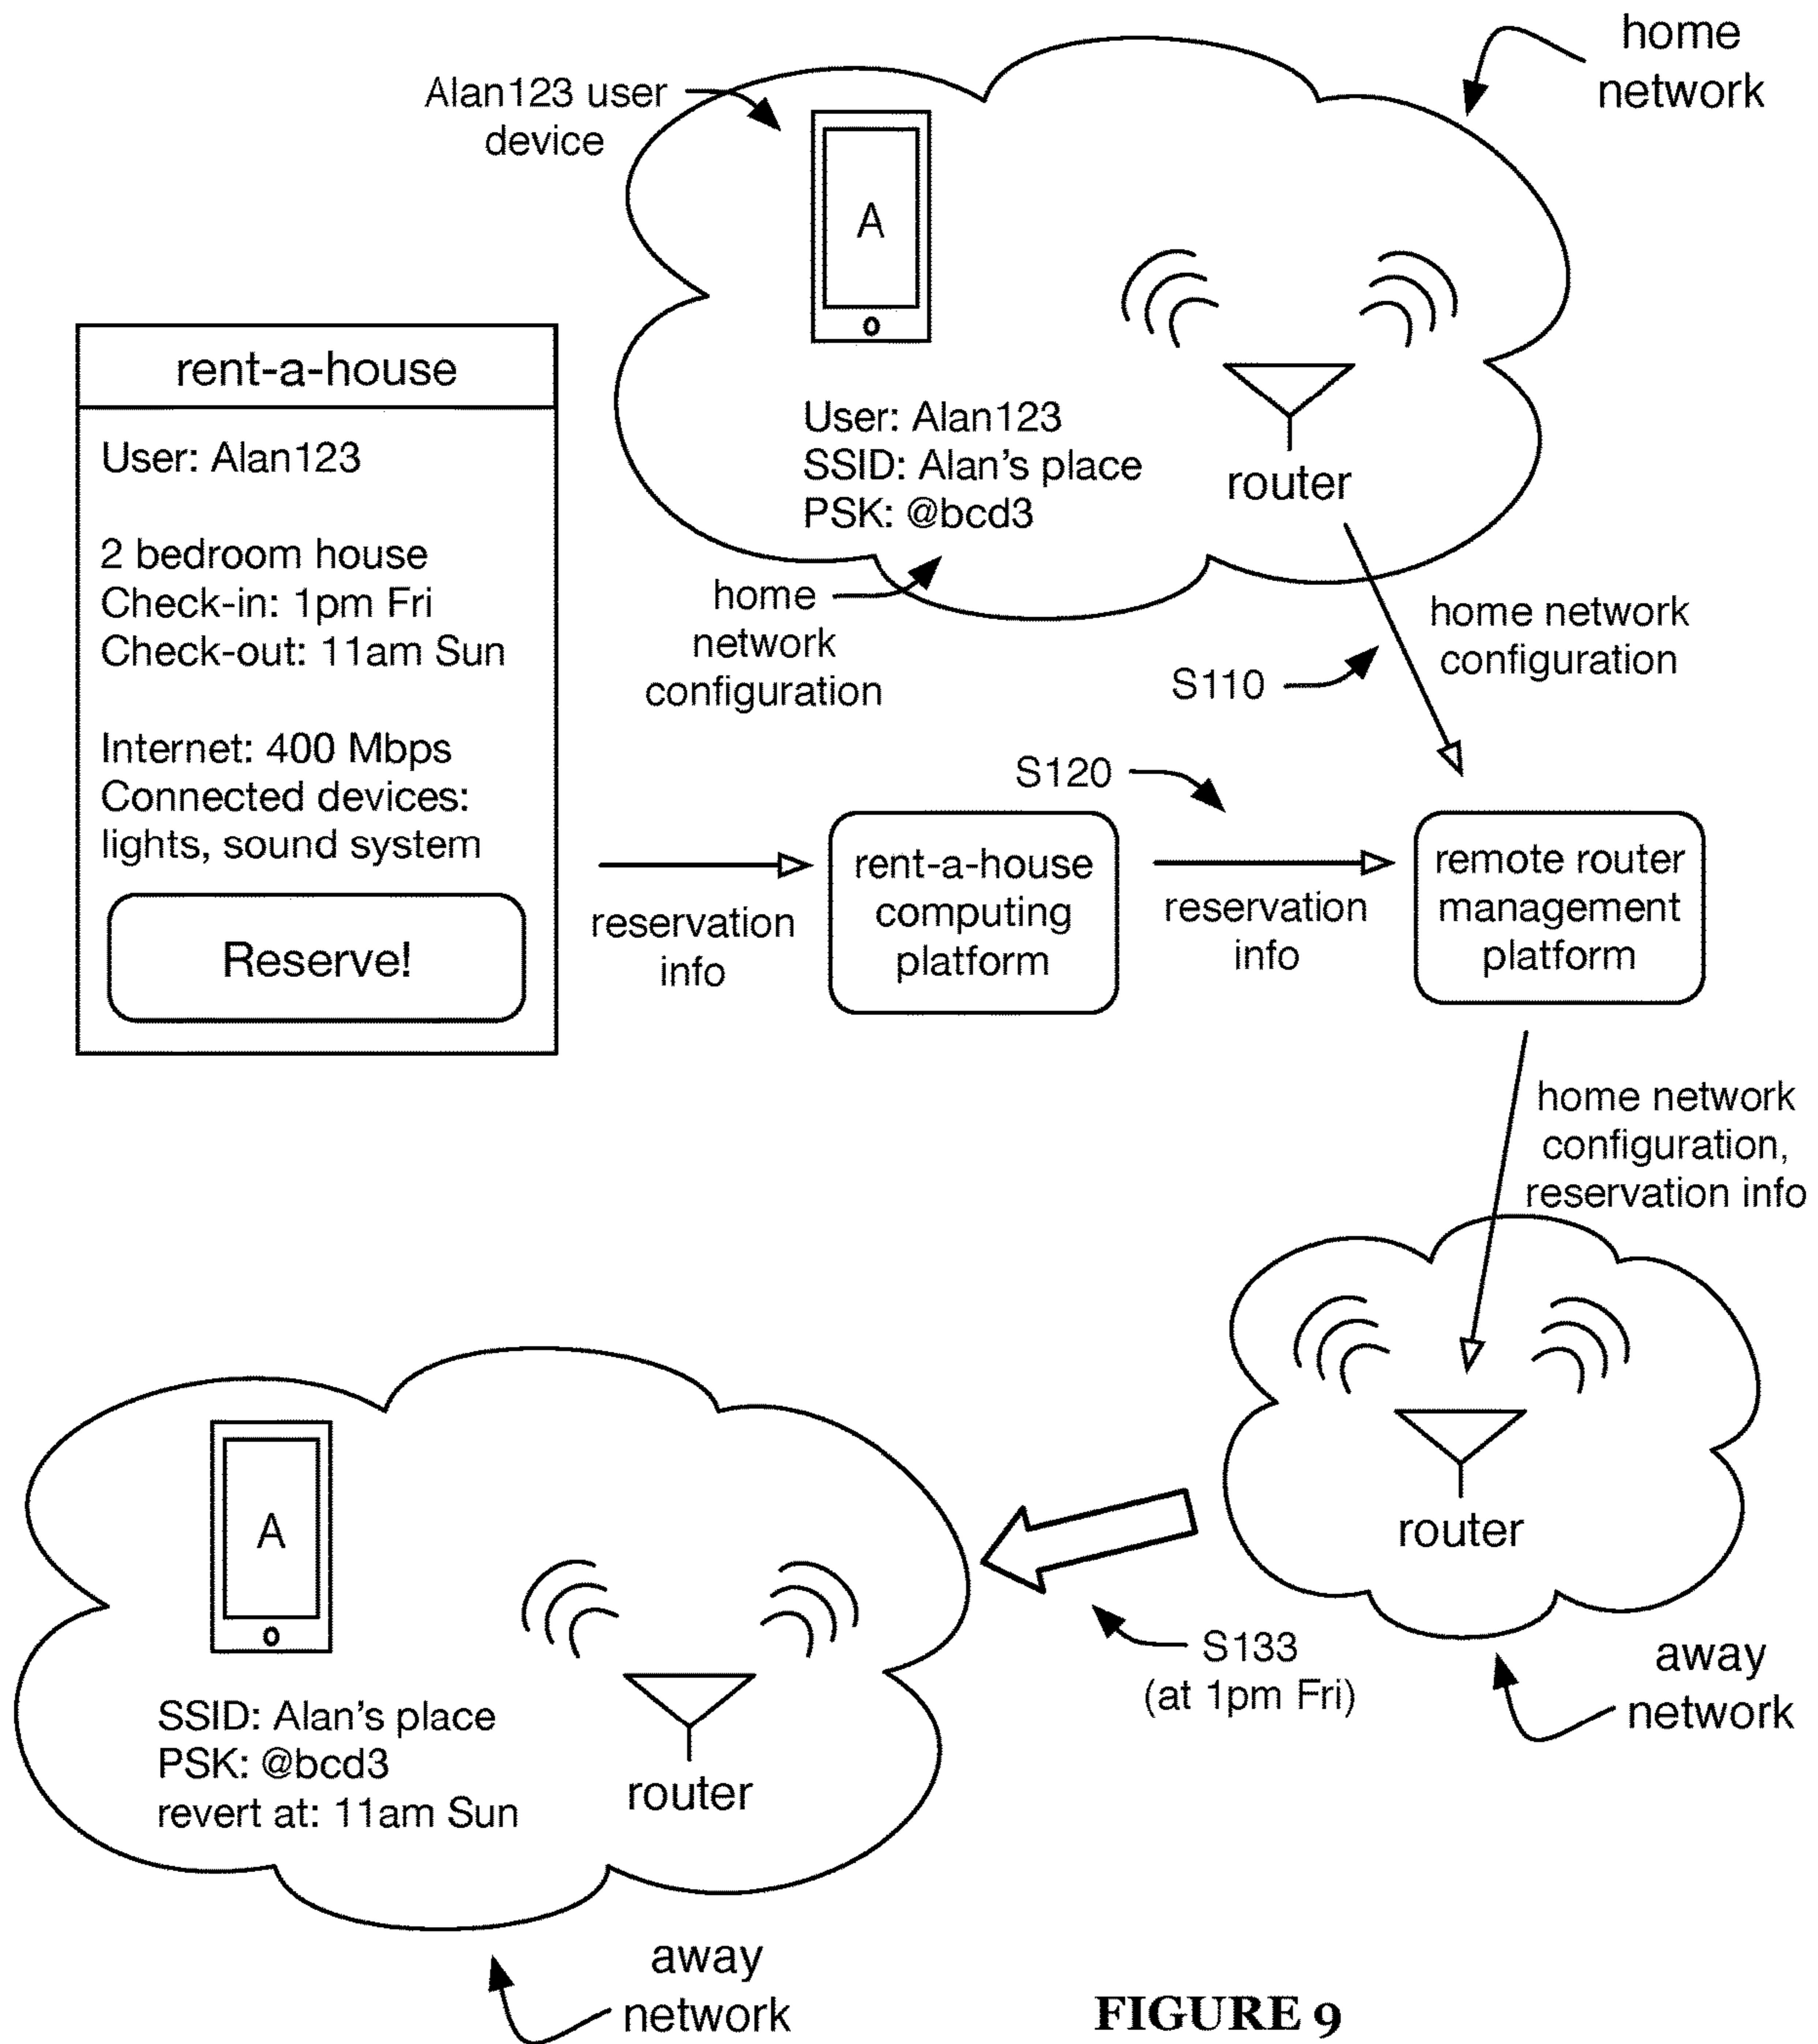 home
network
Alan123 user
device
A
User: Alan123
SSID: Alan's place
PSK: @bcd3
router
home
network
configuration
home network
configuration
S110
rent-a-house
User: Alan123
2 bedroom house
Check-in: 1pm Fri
Check-out: 11am Sun
Internet: 400 Mbps
Connected devices:
lights, sound system
Reserve!
reservation
info
rent-a-house
computing
platform
S120
reservation
info
remote router
management
platform
home network
configuration,
reservation info
router
away
network
S133
(at 1pm Fri)
A
SSID: Alan's place
PSK: @bcd3
revert at: 11am Sun
router
away
network
FIGURE 9